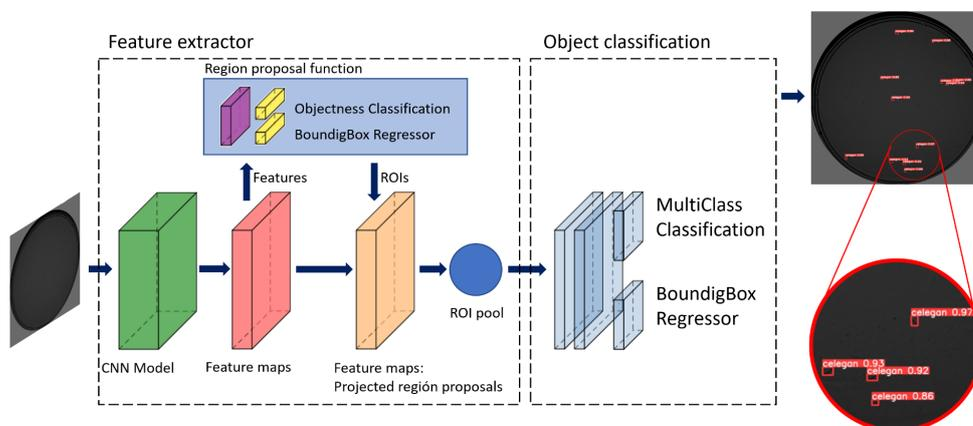 Feature extractor
Object classification
Region proposal function
Objectness Classification
BoundigBox Regressor
Features
ROIs
MultiClass
Classification
BoundigBox
Regressor
ROI pool
CNN Model
Feature maps
Feature maps:
Projected región proposals
celegan 0.97
celegan 0.93
celegan 0.92
celegan 0.86